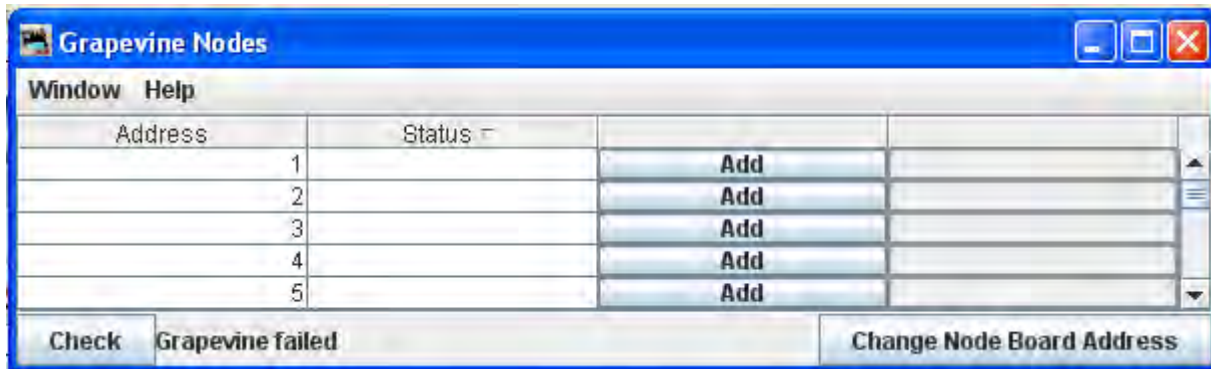 Grapevine Nodes
Window Help
Address Status
1 Add
2 Add
3 Add
4 Add
5 Add
Check Grapevine failed Change Node Board Address